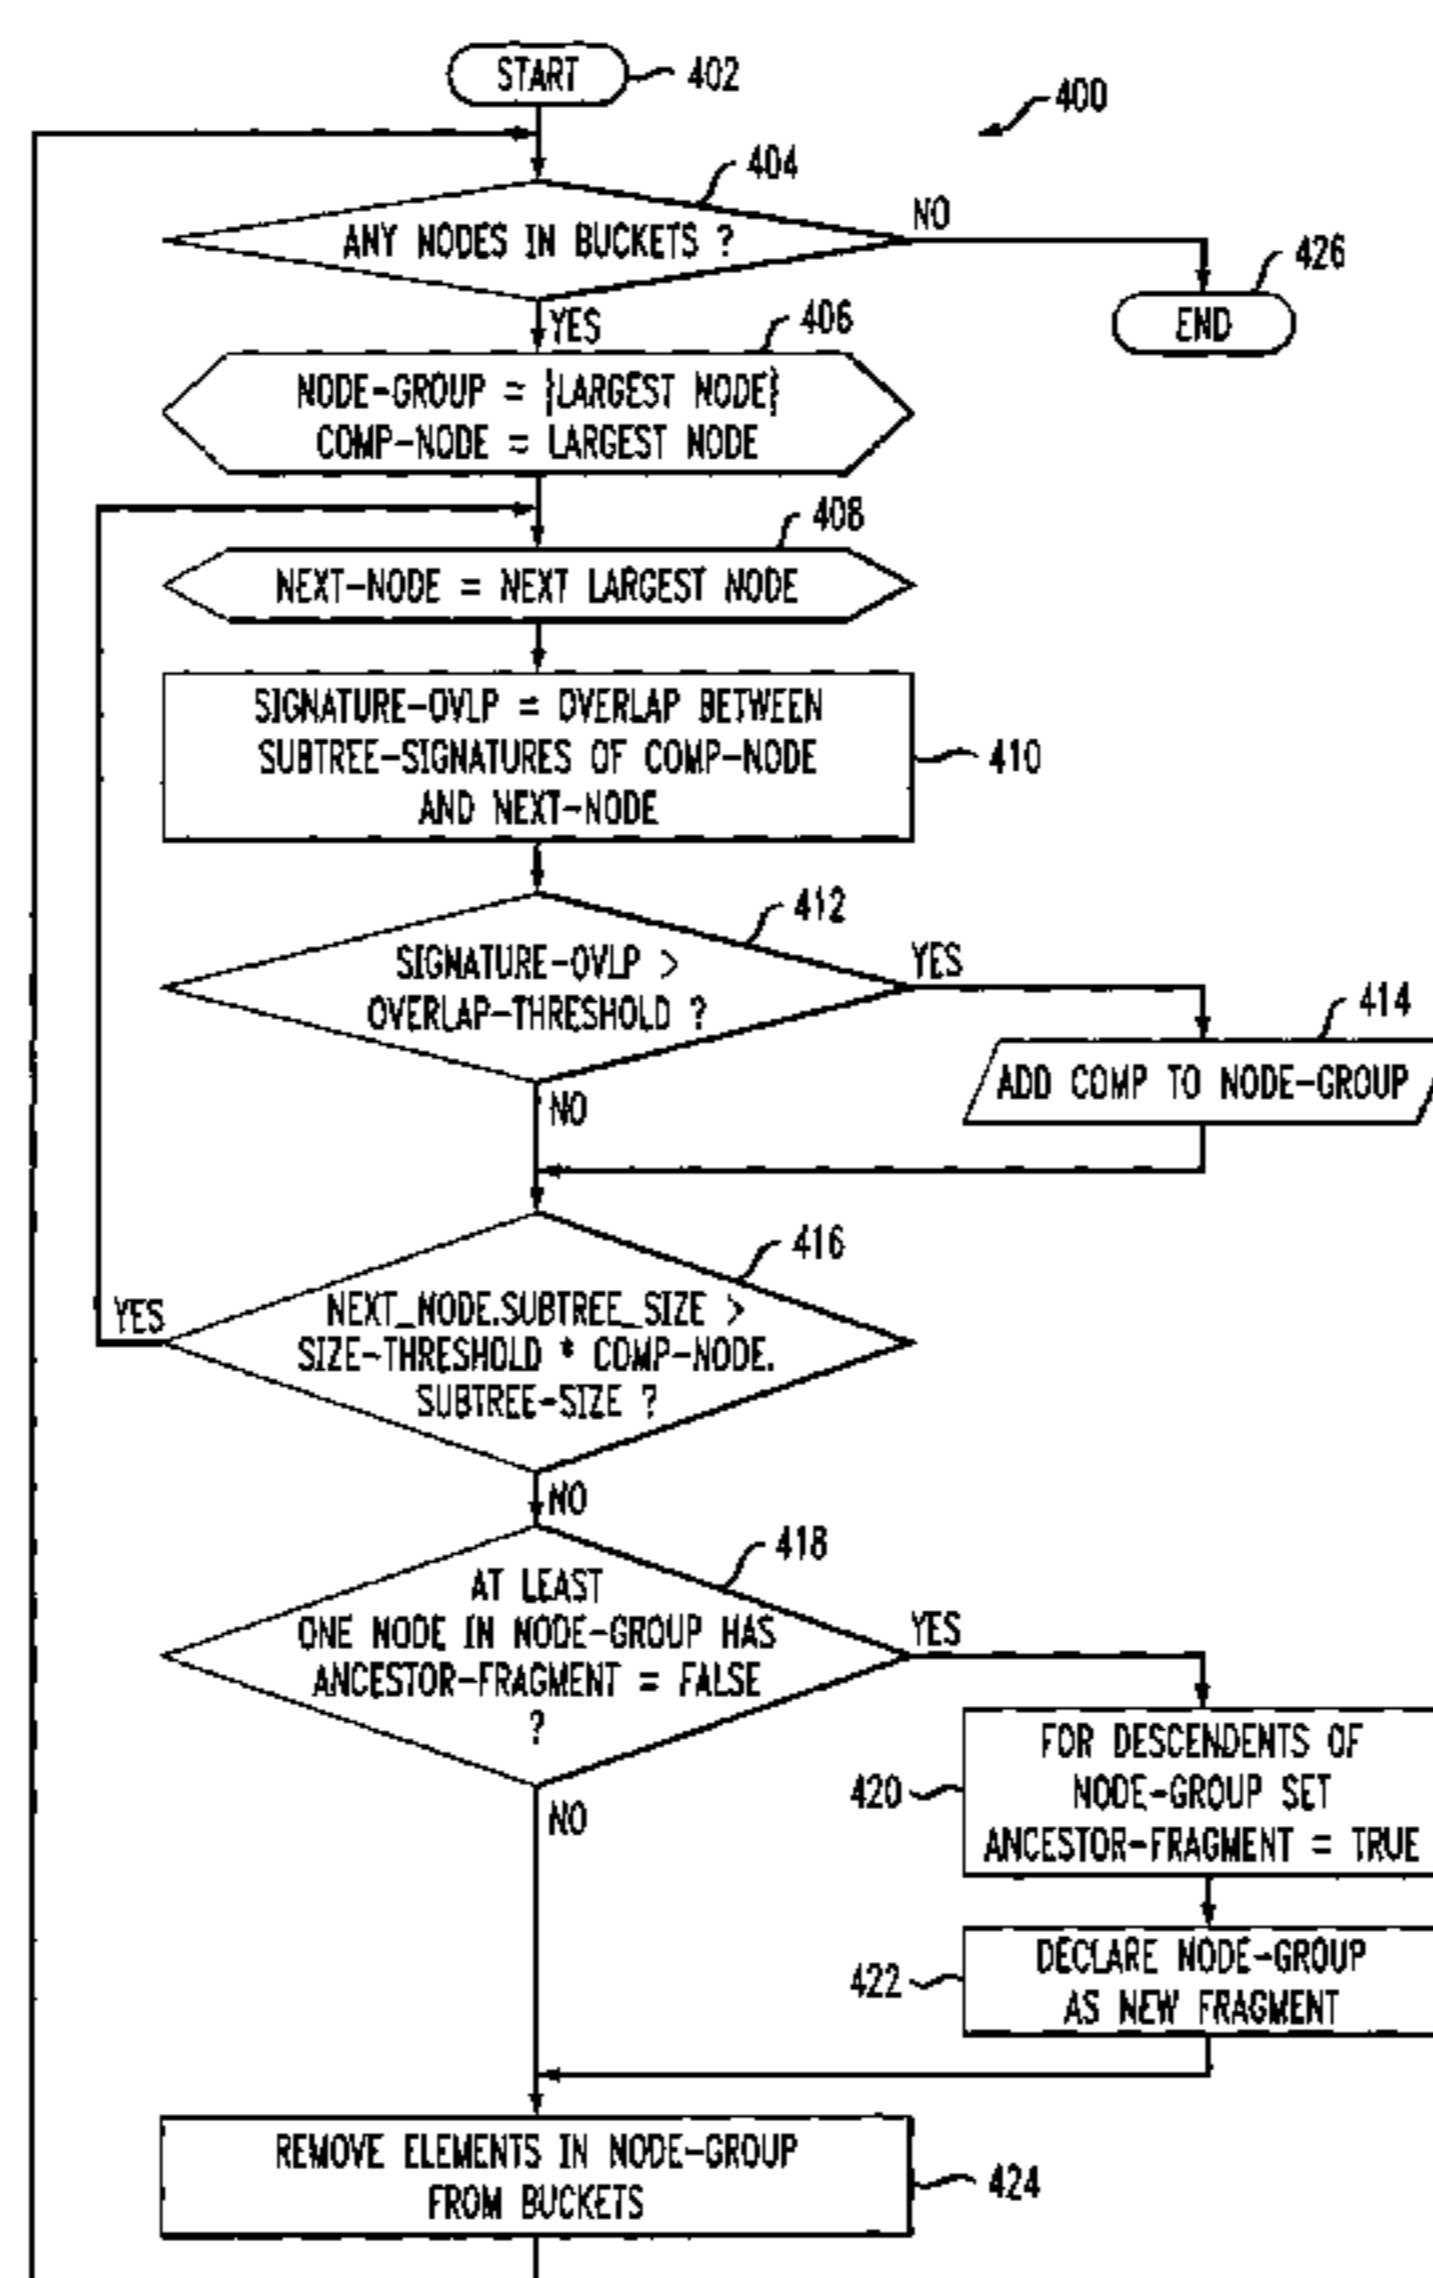 START
402
400
404
ANY NODES IN BUCKETS ?
NO
426
END
YES
406
NODE-GROUP = {LARGEST NODE}
COMP-NODE = LARGEST NODE
408
NEXT-NODE = NEXT LARGEST NODE
SIGNATURE-OVLP = OVERLAP BETWEEN
SUBTREE-SIGNATURES OF COMP-NODE
AND NEXT-NODE
410
412
SIGNATURE-OVLP >
OVERLAP-THRESHOLD ?
YES
414
ADD COMP TO NODE-GROUP
NO
416
YES
NEXT_NODE.SUBTREE_SIZE >
SIZE-THRESHOLD * COMP-NODE.
SUBTREE-SIZE ?
NO
418
AT LEAST
ONE NODE IN NODE-GROUP HAS
ANCESTOR-FRAGMENT = FALSE
?
YES
FOR DESCENDENTS OF
NODE-GROUP SET
ANCESTOR-FRAGMENT = TRUE
420
NO
DECLARE NODE-GROUP
AS NEW FRAGMENT
422
REMOVE ELEMENTS IN NODE-GROUP
FROM BUCKETS
424